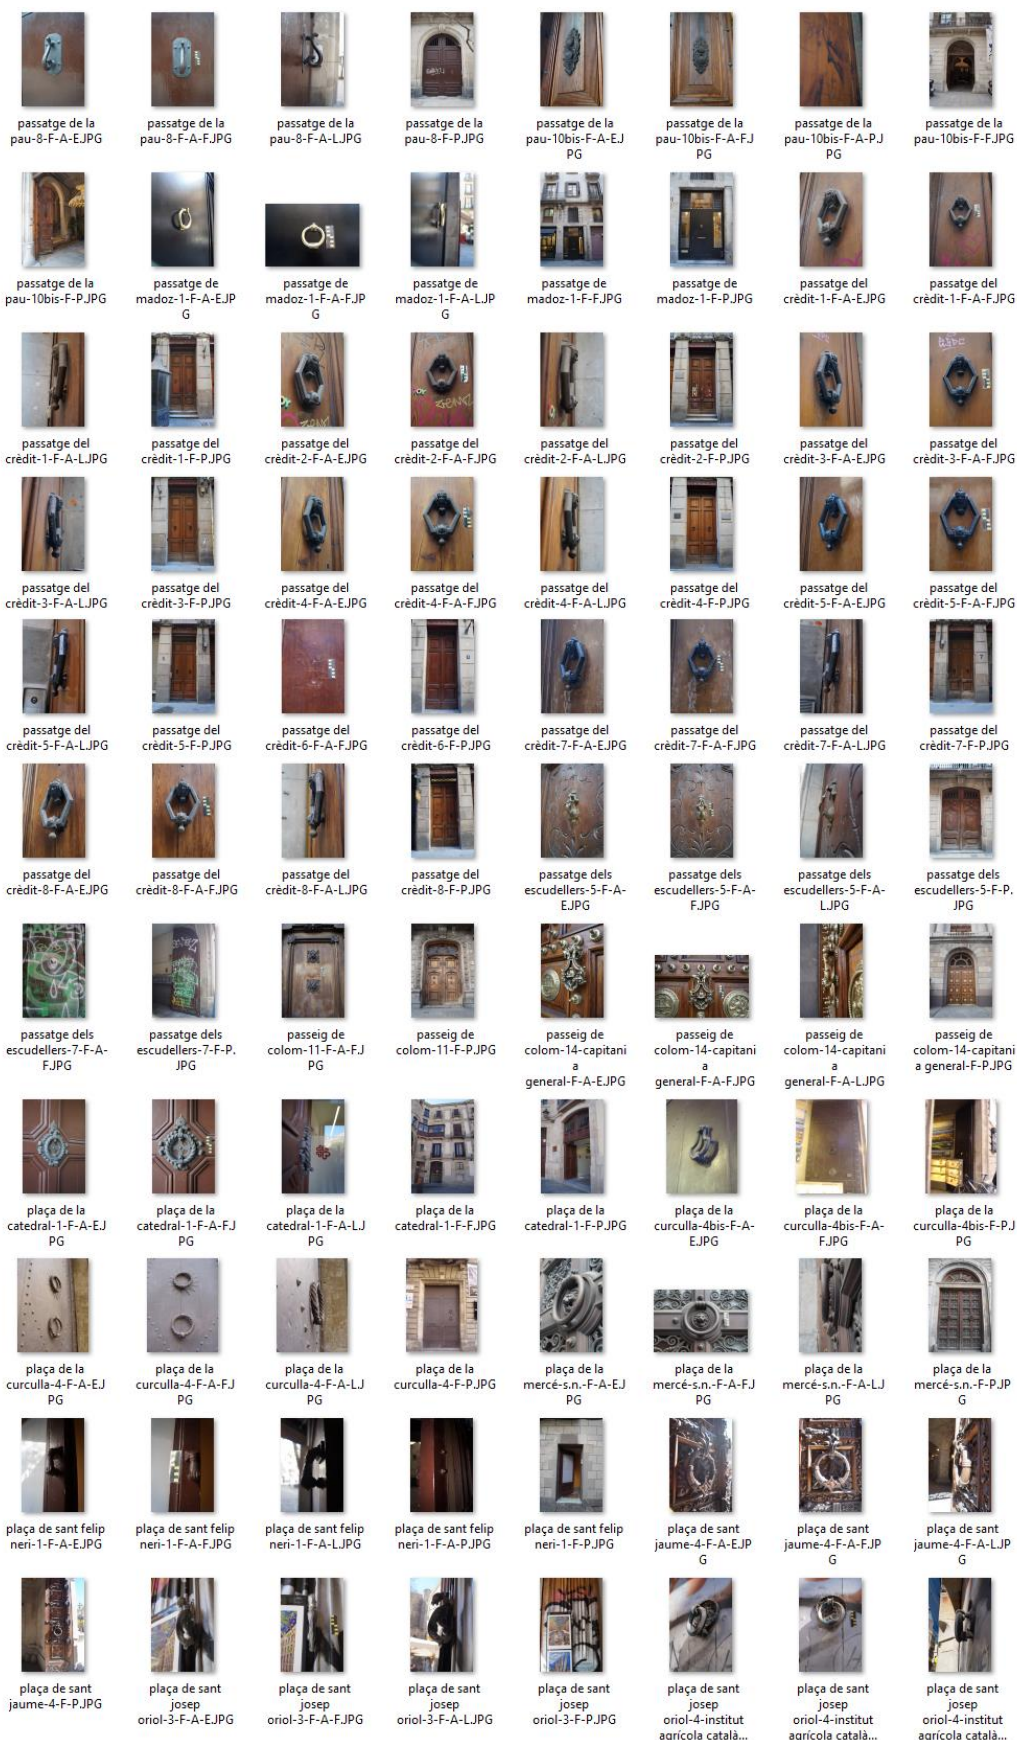 passatge de la
pau-8-F-A-E.JPG
passatge de la
pau-8-F-A-F.JPG
passatge de la
pau-8-F-A-L.JPG
passatge de la
pau-8-F-P.JPG
passatge de la
pau-10bis-F-A-E.J
PG
passatge de la
pau-10bis-F-A-F.J
PG
passatge de la
pau-10bis-F-A-P.J
PG
passatge de la
pau-10bis-F-F.JPG
passatge de la
pau-10bis-F-P.JPG
passatge de
madoz-1-F-A-E.JP
G
passatge de
madoz-1-F-A-F.JP
G
passatge de
madoz-1-F-A-L.JP
G
passatge de
madoz-1-F-F.JPG
passatge de
madoz-1-F-P.JPG
passatge del
crèdit-1-F-A-E.JPG
passatge del
crèdit-1-F-A-F.JPG
passatge del
crèdit-1-F-A-L.JPG
passatge del
crèdit-1-F-P.JPG
passatge del
crèdit-2-F-A-E.JPG
passatge del
crèdit-2-F-A-F.JPG
passatge del
crèdit-2-F-A-L.JPG
passatge del
crèdit-2-F-P.JPG
passatge del
crèdit-3-F-A-E.JPG
passatge del
crèdit-3-F-A-F.JPG
passatge del
crèdit-3-F-A-L.JPG
passatge del
crèdit-3-F-P.JPG
passatge del
crèdit-4-F-A-E.JPG
passatge del
crèdit-4-F-A-F.JPG
passatge del
crèdit-4-F-A-L.JPG
passatge del
crèdit-4-F-P.JPG
passatge del
crèdit-5-F-A-E.JPG
passatge del
crèdit-5-F-A-F.JPG
passatge del
crèdit-5-F-A-L.JPG
passatge del
crèdit-5-F-P.JPG
passatge del
crèdit-6-F-A-F.JPG
passatge del
crèdit-6-F-P.JPG
passatge del
crèdit-7-F-A-E.JPG
passatge del
crèdit-7-F-A-F.JPG
passatge del
crèdit-7-F-A-L.JPG
passatge del
crèdit-7-F-P.JPG
passatge del
crèdit-8-F-A-E.JPG
passatge del
crèdit-8-F-A-F.JPG
passatge del
crèdit-8-F-A-L.JPG
passatge del
crèdit-8-F-P.JPG
passatge dels
escudellers-5-F-A-
E.JPG
passatge dels
escudellers-5-F-A-
F.JPG
passatge dels
escudellers-5-F-A-
L.JPG
passatge dels
escudellers-5-F-P.
JPG
passatge dels
escudellers-7-F-A-
F.JPG
passatge dels
escudellers-7-F-P.
JPG
passeig de
colom-11-F-A-F.J
PG
passeig de
colom-11-F-P.JPG
passeig de
colom-14-capitani
a
general-F-A-E.JPG
passeig de
colom-14-capitani
a
general-F-A-F.JPG
passeig de
colom-14-capitani
a
general-F-A-L.JPG
passeig de
colom-14-capitani
a general-F-P.JPG
plaça de la
catedral-1-F-A-E.J
PG
plaça de la
catedral-1-F-A-F.J
PG
plaça de la
catedral-1-F-A-L.J
PG
plaça de la
catedral-1-F-F.JPG
plaça de la
catedral-1-F-P.JPG
plaça de la
curculla-4bis-F-A-
E.JPG
plaça de la
curculla-4bis-F-A-
F.JPG
plaça de la
curculla-4bis-F-P.J
PG
plaça de la
curculla-4-F-A-E.J
PG
plaça de la
curculla-4-F-A-F.J
PG
plaça de la
curculla-4-F-A-L.J
PG
plaça de la
curculla-4-F-P.JPG
plaça de la
mercé-s.n.-F-A-E.J
PG
plaça de la
mercé-s.n.-F-A-F.J
PG
plaça de la
mercé-s.n.-F-A-L.J
PG
plaça de la
mercé-s.n.-F-P.JP
G
plaça de sant felip
neri-1-F-A-E.JPG
plaça de sant felip
neri-1-F-A-F.JPG
plaça de sant felip
neri-1-F-A-L.JPG
plaça de sant felip
neri-1-F-A-P.JPG
plaça de sant felip
neri-1-F-P.JPG
plaça de sant
jaume-4-F-A-E.JP
G
plaça de sant
jaume-4-F-A-F.JP
G
plaça de sant
jaume-4-F-A-L.JP
G
plaça de sant
jaume-4-F-P.JPG
plaça de sant
josep
oriol-3-F-A-E.JPG
plaça de sant
josep
oriol-3-F-A-F.JPG
plaça de sant
josep
oriol-3-F-A-L.JPG
plaça de sant
josep
oriol-3-F-P.JPG
plaça de sant
josep
oriol-4-institut
agrícola català...
plaça de sant
josep
oriol-4-institut
agrícola català...
plaça de sant
josep
oriol-4-institut
agrícola català...